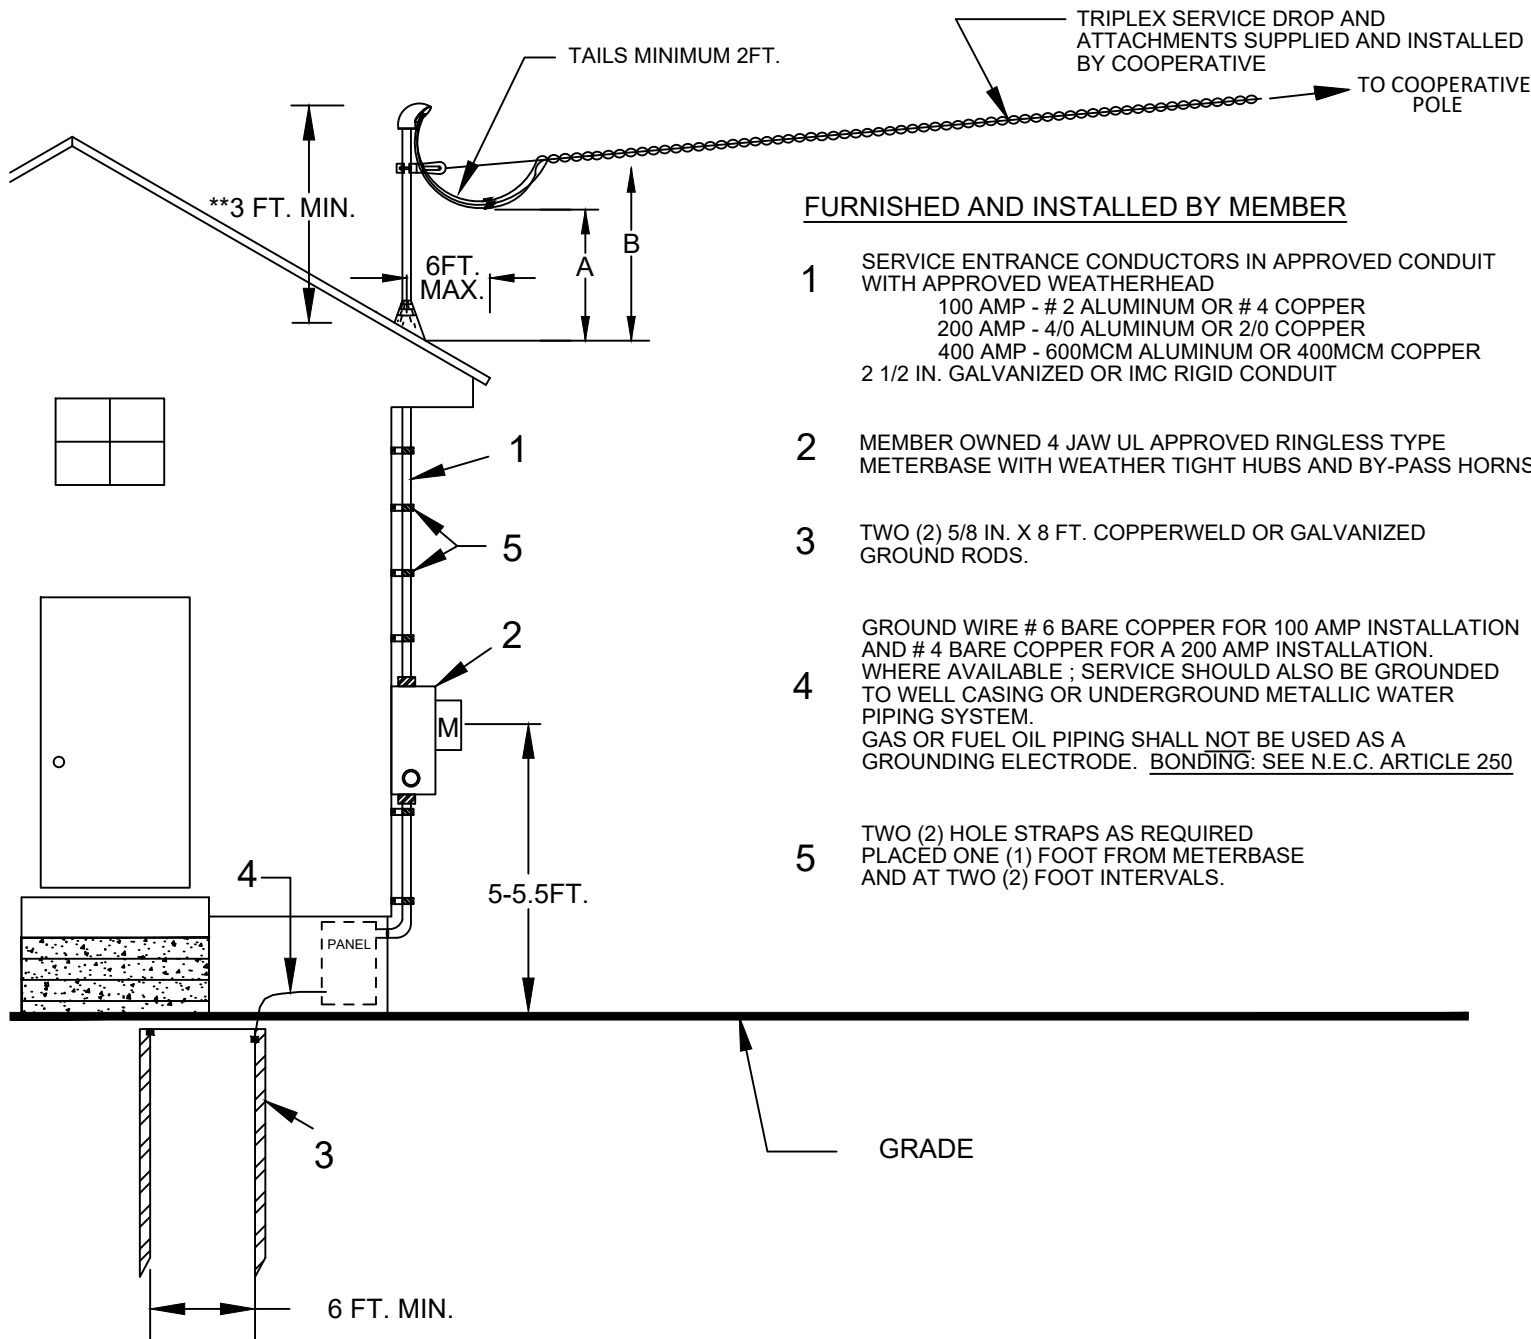 TRIPLEX SERVICE DROP AND
ATTACHMENTS SUPPLIED AND INSTALLED
BY COOPERATIVE
TAILS MINIMUM 2FT.
TO COOPERATIVE
POLE
**3 FT. MIN.
6FT.
MAX.
A
B
FURNISHED AND INSTALLED BY MEMBER
1
SERVICE ENTRANCE CONDUCTORS IN APPROVED CONDUIT
WITH APPROVED WEATHERHEAD
100 AMP - # 2 ALUMINUM OR # 4 COPPER
200 AMP - 4/0 ALUMINUM OR 2/0 COPPER
400 AMP - 600MCM ALUMINUM OR 400MCM COPPER
2 1/2 IN. GALVANIZED OR IMC RIGID CONDUIT
2
MEMBER OWNED 4 JAW UL APPROVED RINGLESS TYPE
METERBASE WITH WEATHER TIGHT HUBS AND BY-PASS HORNS
3
TWO (2) 5/8 IN. X 8 FT. COPPERWELD OR GALVANIZED
GROUND RODS.
4
GROUND WIRE # 6 BARE COPPER FOR 100 AMP INSTALLATION
AND # 4 BARE COPPER FOR A 200 AMP INSTALLATION.
WHERE AVAILABLE ; SERVICE SHOULD ALSO BE GROUNDED
TO WELL CASING OR UNDERGROUND METALLIC WATER
PIPING SYSTEM.
GAS OR FUEL OIL PIPING SHALL NOT BE USED AS A
GROUNDING ELECTRODE. BONDING: SEE N.E.C. ARTICLE 250
5
TWO (2) HOLE STRAPS AS REQUIRED
PLACED ONE (1) FOOT FROM METERBASE
AND AT TWO (2) FOOT INTERVALS.
1
5
2
M
4
5-5.5FT.
PANEL
3
GRADE
6 FT. MIN.